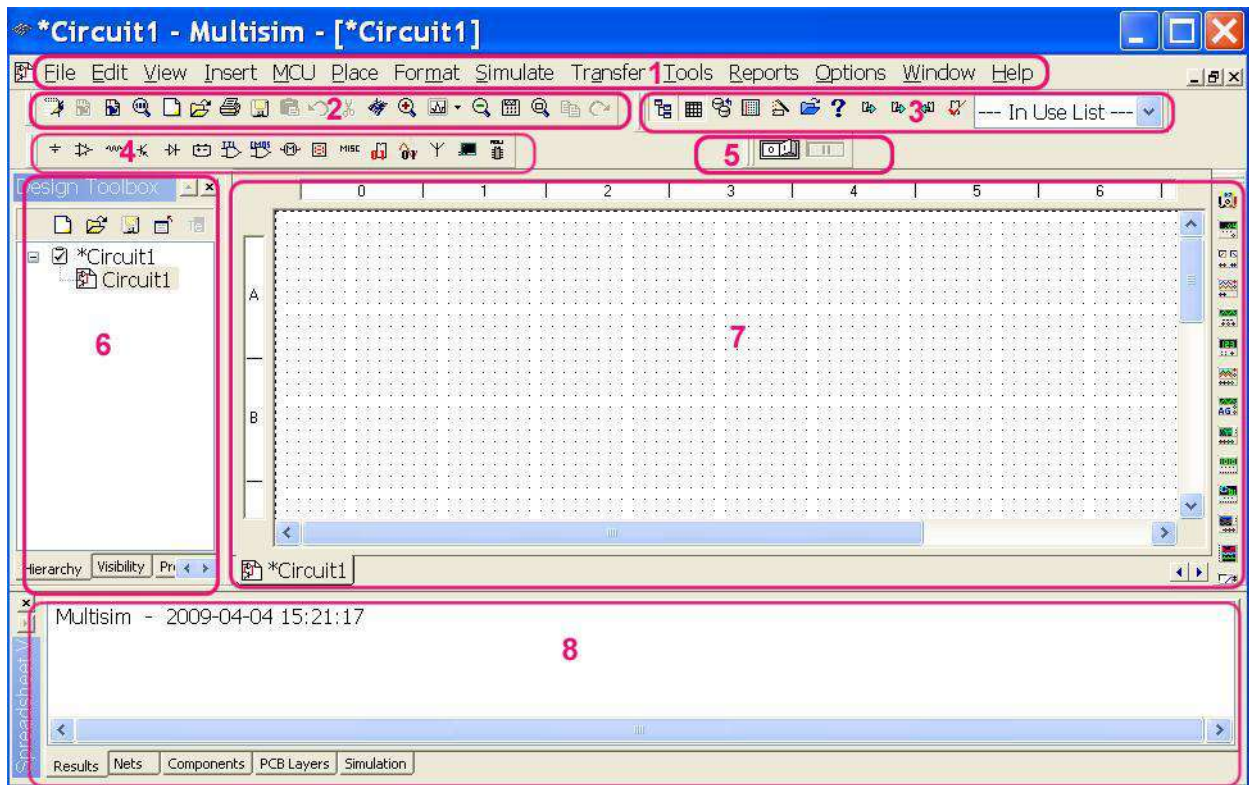 *Circuit1 - Multisim - [*Circuit1]
File Edit View Insert MCU Place Format Simulate Transfer 1 Tools Reports Options Window Help
2
3 --- In Use List ---
4 MISC
5
Design Toolbox
0 1 2 3 4 5 6
*Circuit1
Circuit1
A
6
7
AG
B
Hierarchy Visibility
*Circuit1
Multisim - 2009-04-04 15:21:17
8
Results Nets Components PCB Layers Simulation